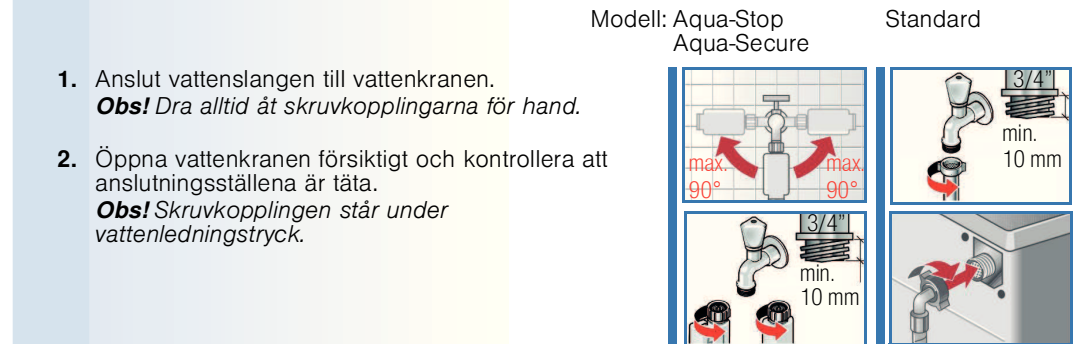 Modell: Aqua-Stop Standard
Aqua-Secure
1. Anslut vattenslangen till vattenkranen.
Obs! Dra alltid åt skruvkopplingarna för hand.
2. Öppna vattenkranen försiktigt och kontrollera att
anslutningsställena är täta.
Obs! Skruvkopplingen står under
vattenledningstryck.
max. max.
90° 90°
3/4”
min.
10 mm
3/4”
min.
10 mm